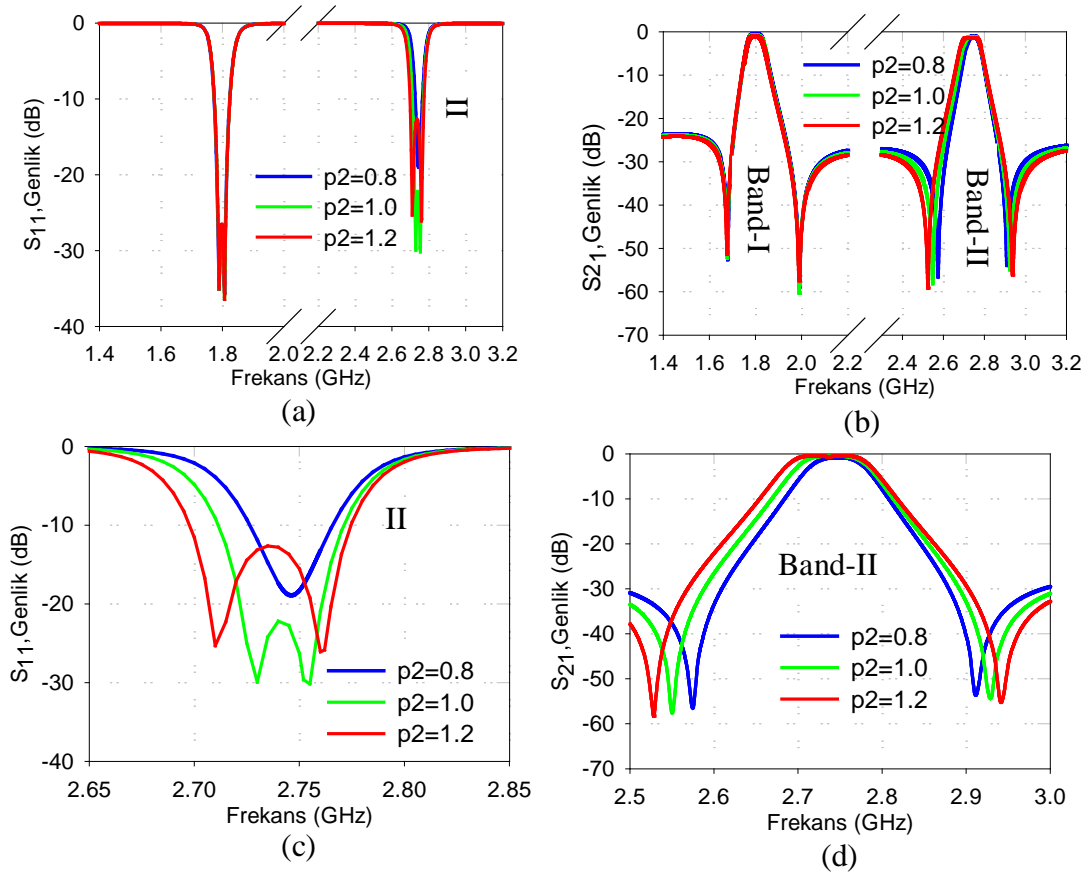 0
-10
-20
-30
-40
S11,Genlik (dB)
II
p2=0.8
p2=1.0
p2=1.2
1.4 1.8 2.0 2.2 2.6 2.8 3.0 3.2
Frekans (GHz)
(a)
0
-10
-20
-30
-40
-50
-60
-70
S21,Genlik (dB)
p2=0.8
p2=1.0
p2=1.2
Band-I
Band-II
1.4 1.6 1.8 2.0 2.2 2.4 2.6 2.8 3.0 3.2
Frekans (GHz)
(b)
0
-10
-20
-30
-40
S11,Genlik (dB)
II
p2=0.8
p2=1.0
p2=1.2
2.65 2.70 2.75 2.80 2.85
Frekans (GHz)
(c)
0
-10
-20
-30
-40
-50
-60
-70
S21,Genlik (dB)
Band-II
p2=0.8
p2=1.0
p2=1.2
2.5 2.6 2.7 2.8 2.9 3.0
Frekans (GHz)
(d)